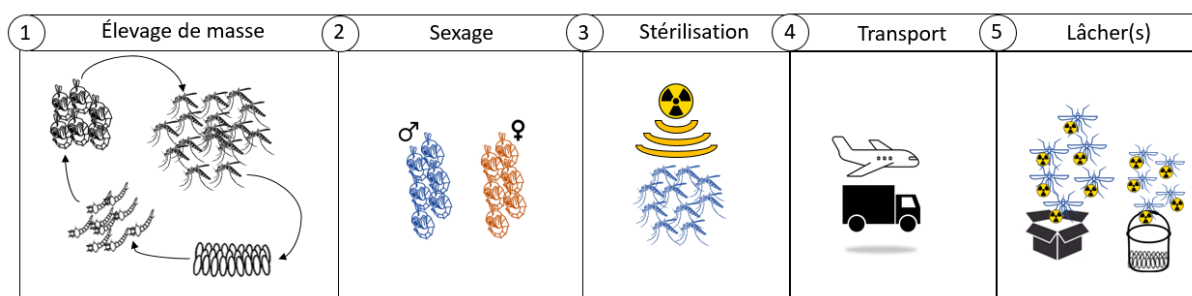 1 Élevage de masse
2 Sexage
3 Stérilisation
4 Transport
5 Lâcher(s)
♂
♀